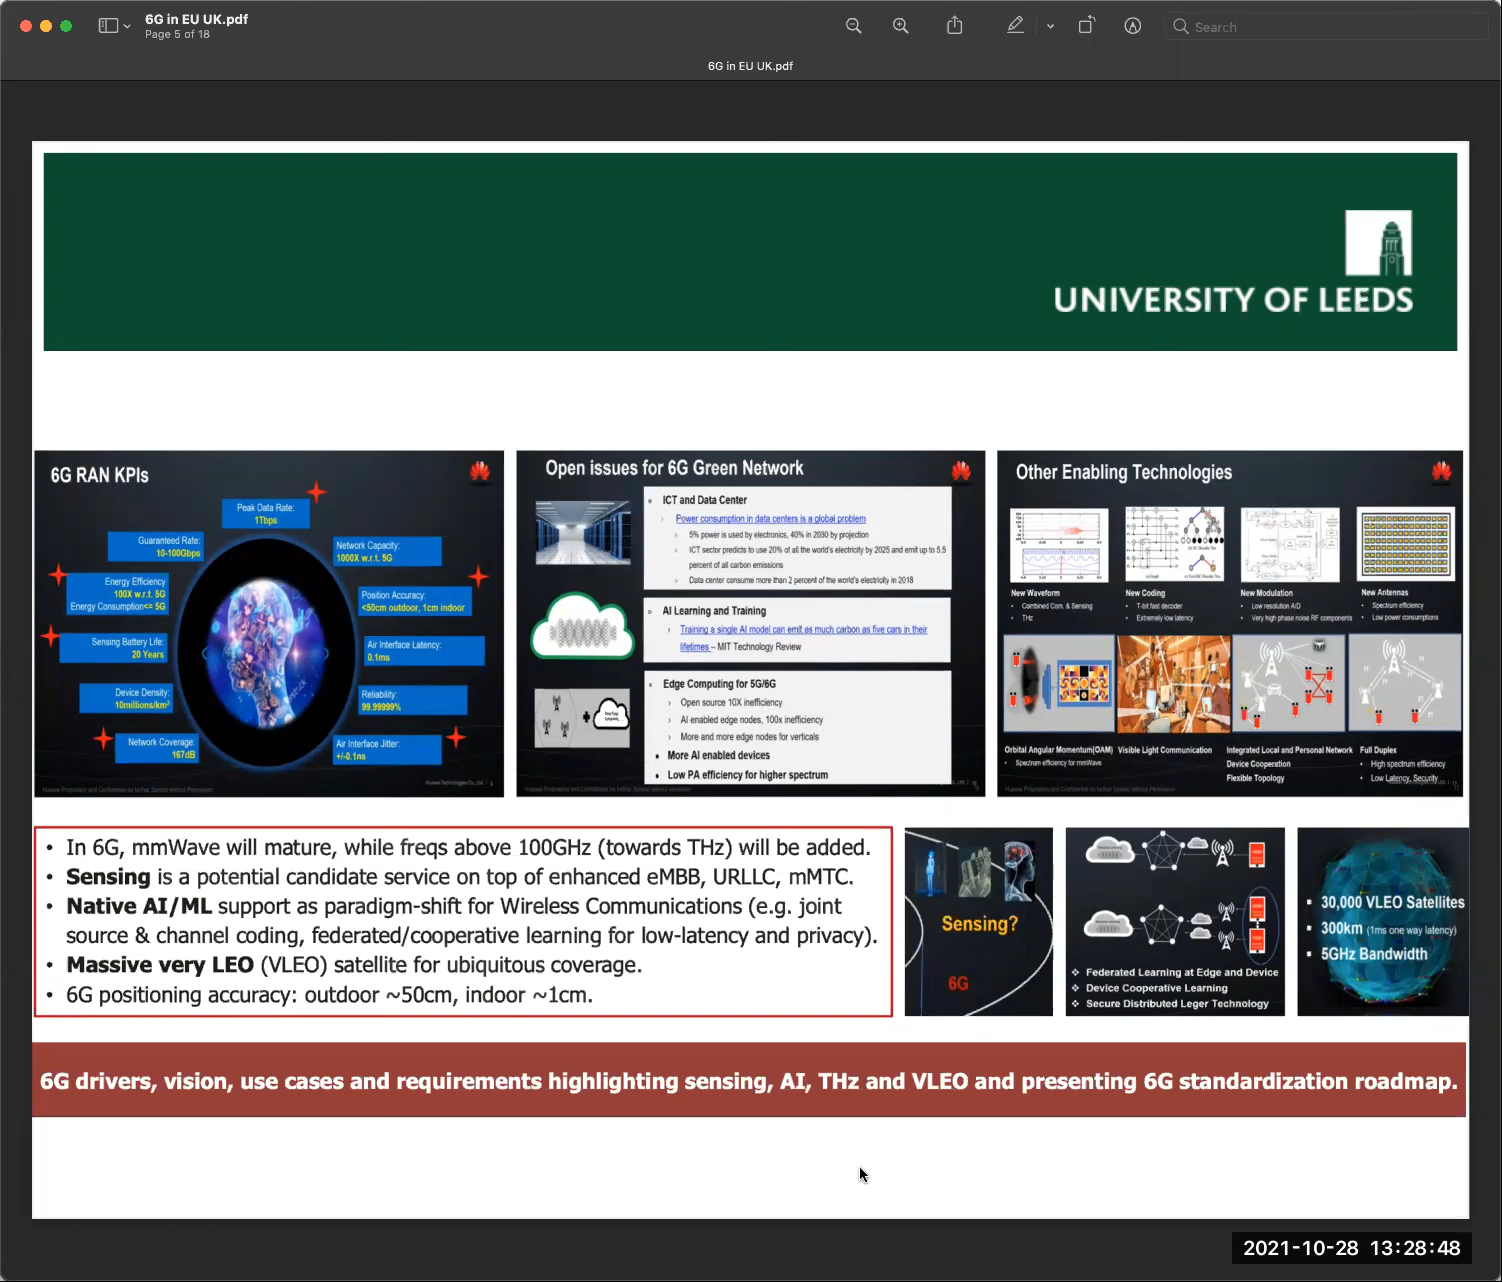 6G in EU UK.pdf
Page 5 of 18
Search
6G in EU UK.pdf
UNIVERSITY OF LEEDS
6G RAN KPIs
Peak Data Rate:
1Tbps
Guaranteed Rate:
10-100Gbps
Network Capacity:
1000X w.r.t. 5G
Energy Efficiency
100X w.r.t. 5G
Energy Consumption<= 5G
Position Accuracy:
<50cm outdoor, 1cm indoor
Sensing Battery Life:
20 Years
Air Interface Latency:
0.1ms
Device Density:
10millions/km²
Reliability:
99.99999%
Network Coverage:
167dB
Air Interface Jitter:
+/-0.1ns
Open issues for 6G Green Network
ICT and Data Center
Power consumption in data centers is a global problem
5% power is used by electronics, 40% in 2030 by projection
ICT sector predicts to use 20% of all the world's electricity by 2025 and emit up to 5.5
percent of all carbon emissions
Data center consume more than 2 percent of the world's electricity in 2018
AI Learning and Training
Training a single AI model can emit as much carbon as five cars in their
lifetimes – MIT Technology Review
Edge Computing for 5G/6G
Open source 10X inefficiency
AI enabled edge nodes, 100x inefficiency
More and more edge nodes for verticals
• More AI enabled devices
• Low PA efficiency for higher spectrum
Other Enabling Technologies
New Waveform
• Combined Com. & Sensing
• THz
New Coding
• T-bit fast decoder
• Extremely low latency
New Modulation
• Low resolution A/D
• Very high phase noise RF components
New Antennas
• Spectrum efficiency
• Low power consumptions
Orbital Angular Momentum(OAM)
• Spectrum efficiency for mmWave
Visible Light Communication
Integrated Local and Personal Network
Device Cooperation
Flexible Topology
Full Duplex
• High spectrum efficiency
• Low Latency, Security
• In 6G, mmWave will mature, while freqs above 100GHz (towards THz) will be added.
• Sensing is a potential candidate service on top of enhanced eMBB, URLLC, mMTC.
• Native AI/ML support as paradigm-shift for Wireless Communications (e.g. joint
source & channel coding, federated/cooperative learning for low-latency and privacy).
• Massive very LEO (VLEO) satellite for ubiquitous coverage.
• 6G positioning accuracy: outdoor ~50cm, indoor ~1cm.
Sensing?
6G
❖ Federated Learning at Edge and Device
❖ Device Cooperative Learning
❖ Secure Distributed Leger Technology
▪ 30,000 VLEO Satellites
▪ 300km (1ms one way latency)
▪ 5GHz Bandwidth
6G drivers, vision, use cases and requirements highlighting sensing, AI, THz and VLEO and presenting 6G standardization roadmap.
2021-10-28 13:28:48